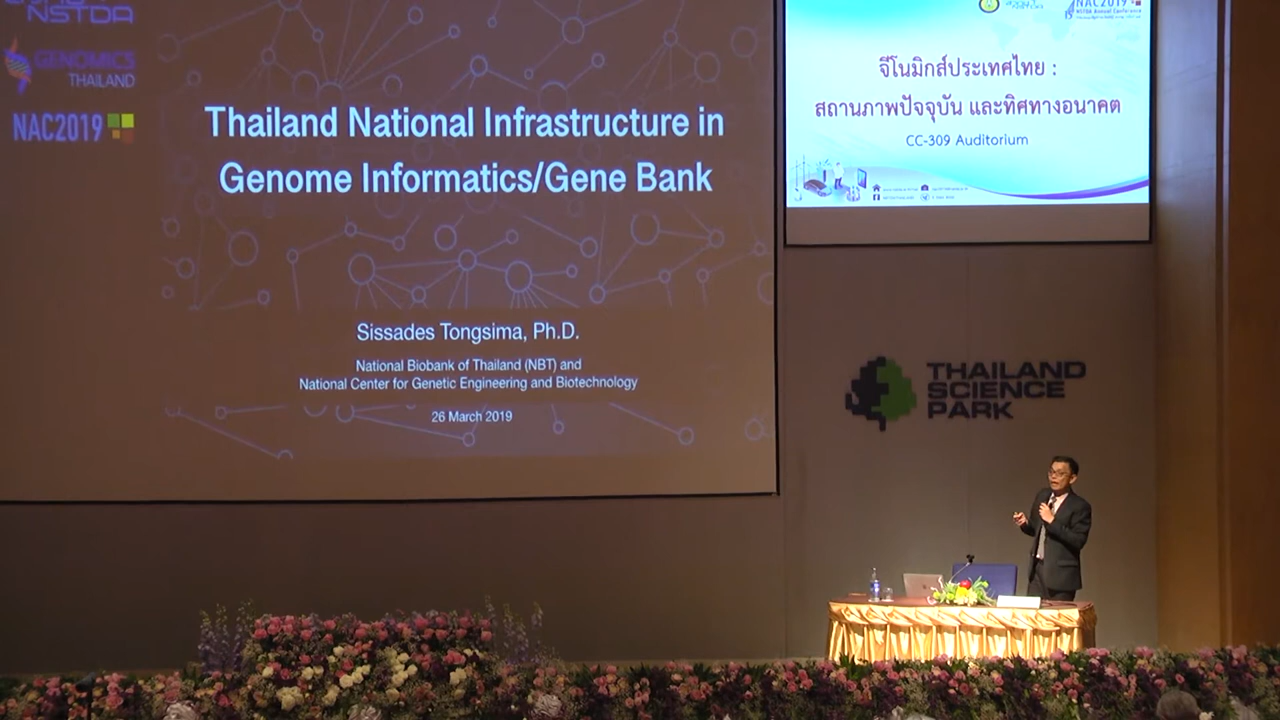 NSTDA
GENOMICS
THAILAND
NAC2019
Thailand National Infrastructure in
Genome Informatics/Gene Bank
Sissades Tongsima, Ph.D.
National Biobank of Thailand (NBT) and
National Center for Genetic Engineering and Biotechnology
26 March 2019
NAC2019
NSTDA Annual Conference
จีโนมิกส์ประเทศไทย :
สถานภาพปัจจุบัน และทิศทางอนาคต
CC-309 Auditorium
THAILAND
SCIENCE
PARK